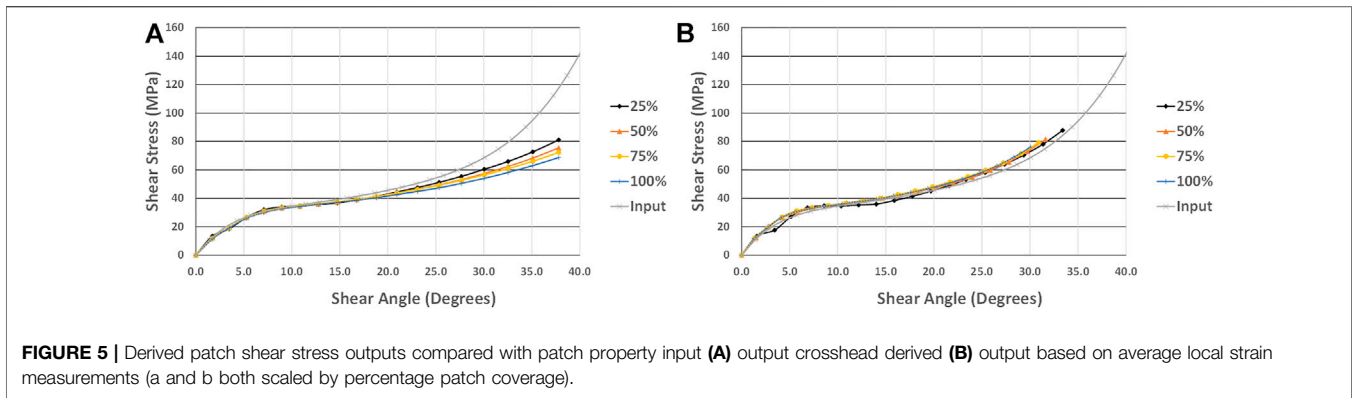 A
160
140
120
100
80
60
40
20
0
Shear Stress (MPa)
0.0 5.0 10.0 15.0 20.0 25.0 30.0 35.0 40.0
Shear Angle (Degrees)
25%
50%
75%
100%
Input
B
160
140
120
100
80
60
40
20
0
Shear Stress (MPa)
0.0 5.0 10.0 15.0 20.0 25.0 30.0 35.0 40.0
Shear Angle (Degrees)
25%
50%
75%
100%
Input
FIGURE 5 | Derived patch shear stress outputs compared with patch property input (A) output crosshead derived (B) output based on average local strain
measurements (a and b both scaled by percentage patch coverage).